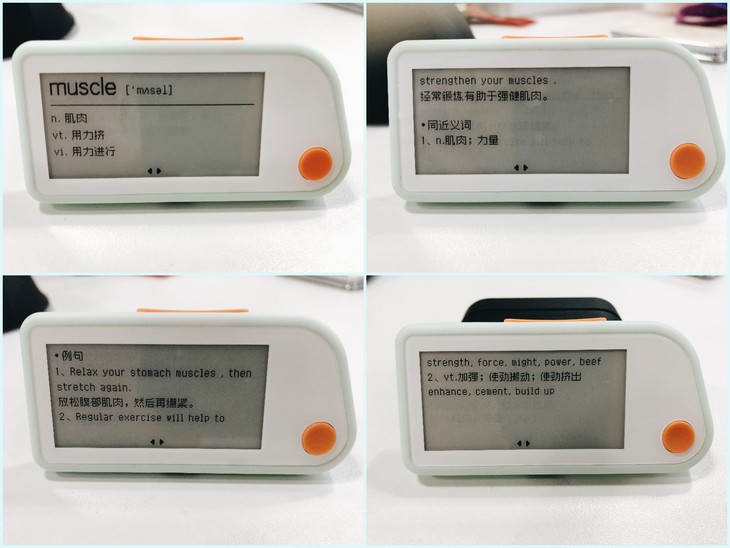 muscle ['mʌsəl]
n. 肌肉
vt. 用力挤
vi. 用力进行
strengthen your muscles .
经常锻炼有助于强健肌肉。
•同近义词
1、n.肌肉；力量
•例句
1、Relax your stomach muscles , then
stretch again.
放松腹部肌肉，然后再绷紧。
2、Regular exercise will help to
strength, force, might, power, beef
2、vt.加强；使劲搬动；使劲挤出
enhance, cement, build up